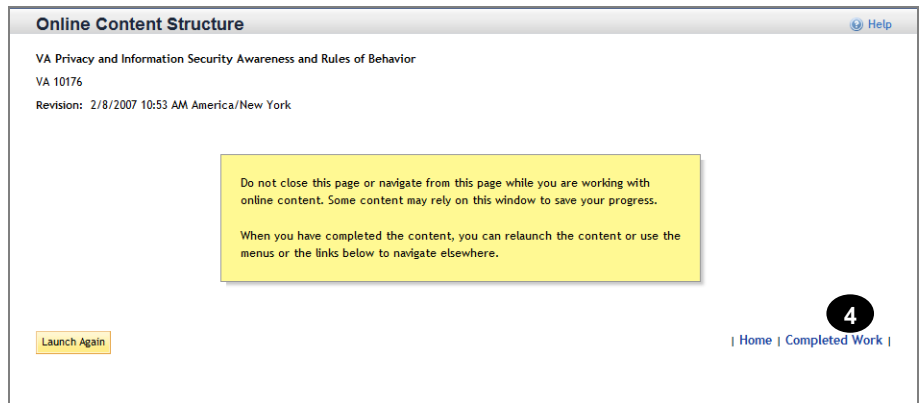 Online Content Structure
Help
VA Privacy and Information Security Awareness and Rules of Behavior
VA 10176
Revision: 2/8/2007 10:53 AM America/New York
Do not close this page or navigate from this page while you are working with
online content. Some content may rely on this window to save your progress.
When you have completed the content, you can relaunch the content or use the
menus or the links below to navigate elsewhere.
4
Launch Again
| Home | Completed Work |